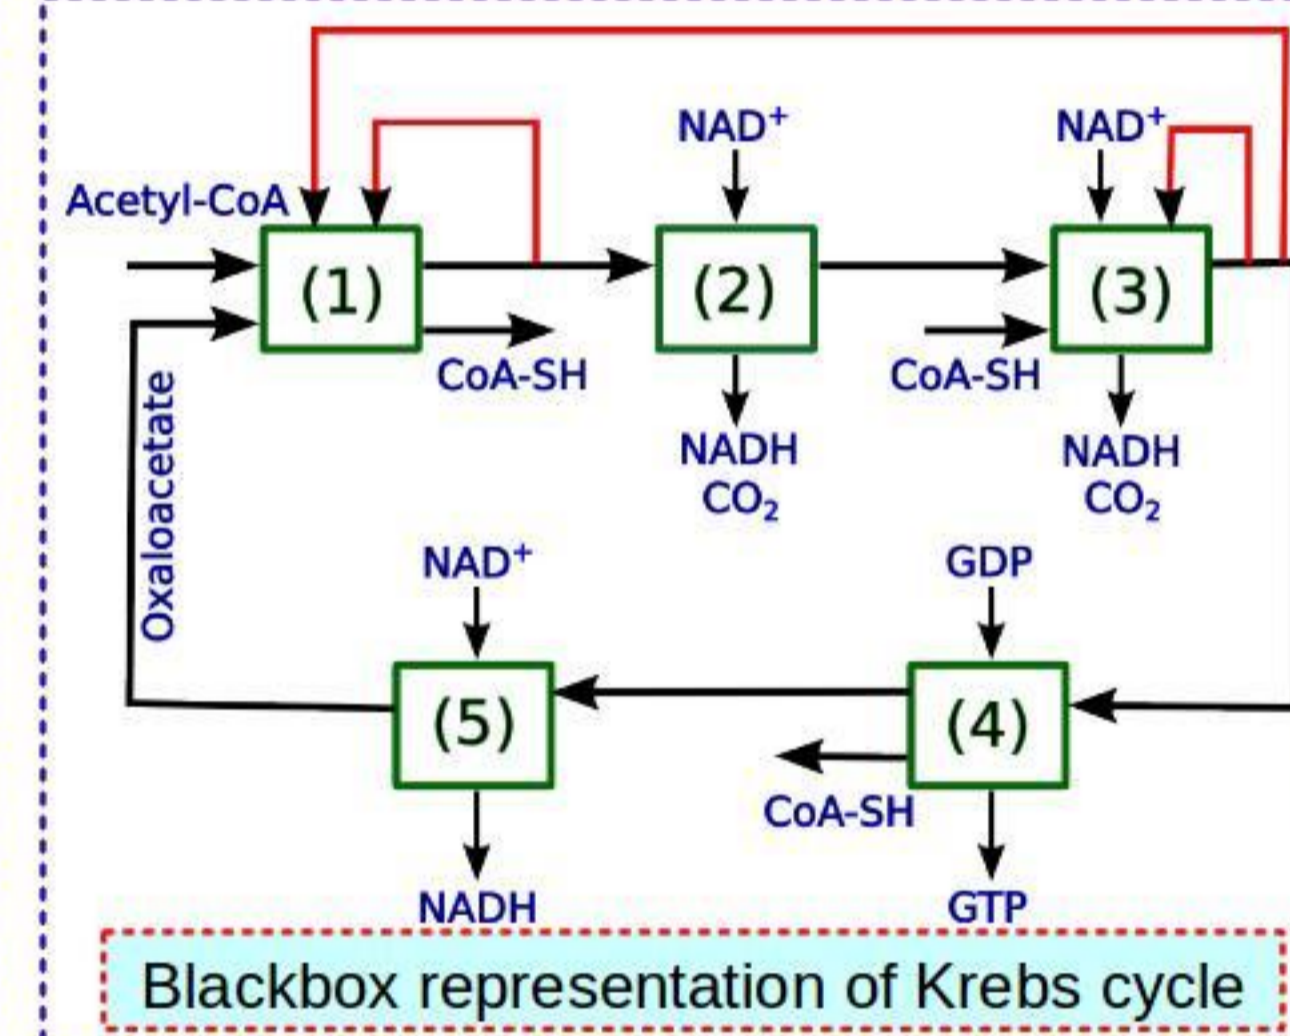 NAD⁺
NAD⁺
Acetyl-CoA
(1)
(2)
(3)
CoA-SH
CoA-SH
NADH
CO₂
NADH
CO₂
Oxaloacetate
NAD⁺
GDP
(5)
(4)
CoA-SH
NADH
GTP
Blackbox representation of Krebs cycle